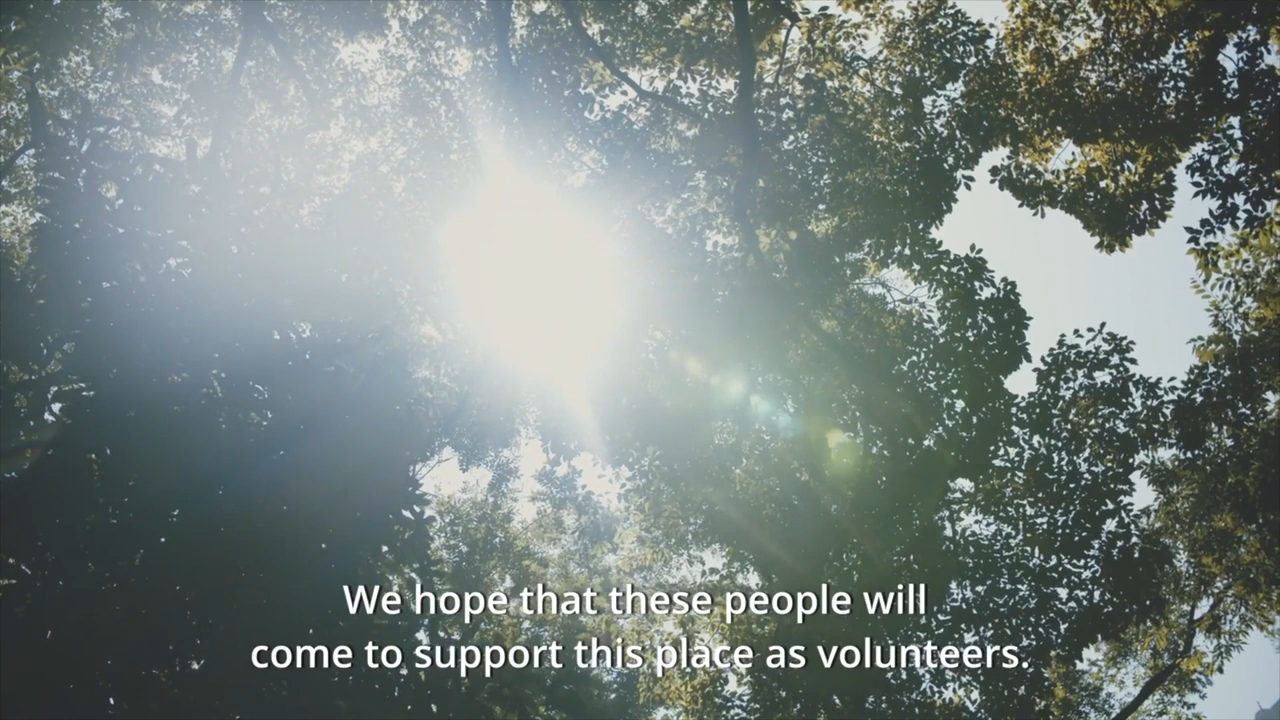 We hope that these people will
come to support this place as volunteers.